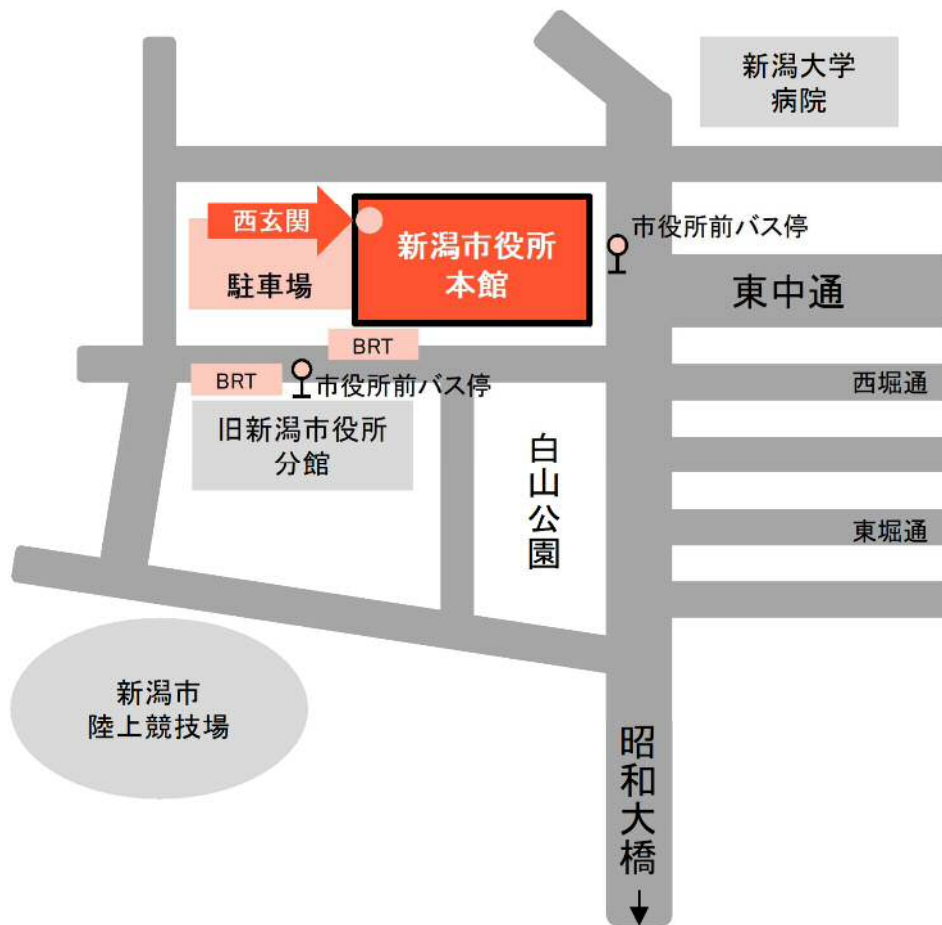 新潟大学
病院
西玄関
新潟市役所
本館
市役所前バス停
駐車場
東中通
BRT
BRT
市役所前バス停
西堀通
旧新潟市役所
分館
白山公園
東堀通
新潟市
陸上競技場
昭和大橋